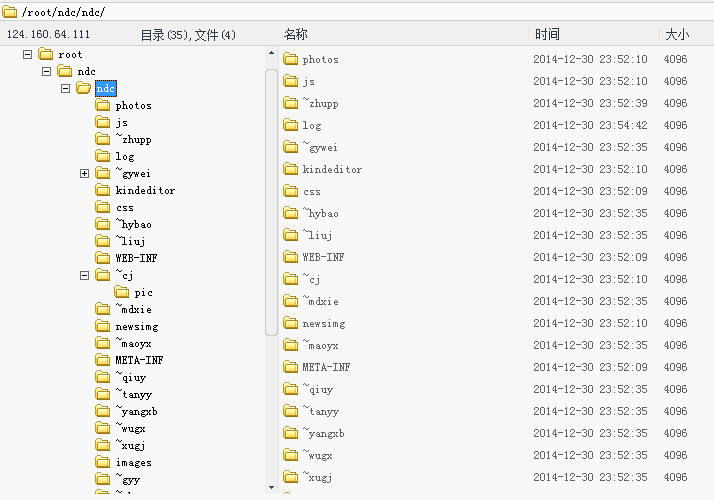 /root/ndc/ndc/
124.160.64.111 目录(35),文件(4) 名称 时间 大小
root
ndc
ndc
photos
js
~zhupp
log
~gywei
kindeditor
css
~hybao
~liuj
WEB-INF
~cj
pic
~mdxie
newsimg
~maoyx
META-INF
~qiuy
~tanyy
~yangxb
~wugx
~xugj
images
~gyy
photos 2014-12-30 23:52:10 4096
js 2014-12-30 23:52:10 4096
~zhupp 2014-12-30 23:52:39 4096
log 2014-12-30 23:54:42 4096
~gywei 2014-12-30 23:52:35 4096
kindeditor 2014-12-30 23:52:10 4096
css 2014-12-30 23:52:09 4096
~hybao 2014-12-30 23:52:35 4096
~liuj 2014-12-30 23:52:35 4096
WEB-INF 2014-12-30 23:52:09 4096
~cj 2014-12-30 23:52:10 4096
~mdxie 2014-12-30 23:52:35 4096
newsimg 2014-12-30 23:52:10 4096
~maoyx 2014-12-30 23:52:35 4096
META-INF 2014-12-30 23:52:09 4096
~qiuy 2014-12-30 23:52:35 4096
~tanyy 2014-12-30 23:52:35 4096
~yangxb 2014-12-30 23:52:35 4096
~wugx 2014-12-30 23:52:35 4096
~xugj 2014-12-30 23:52:35 4096